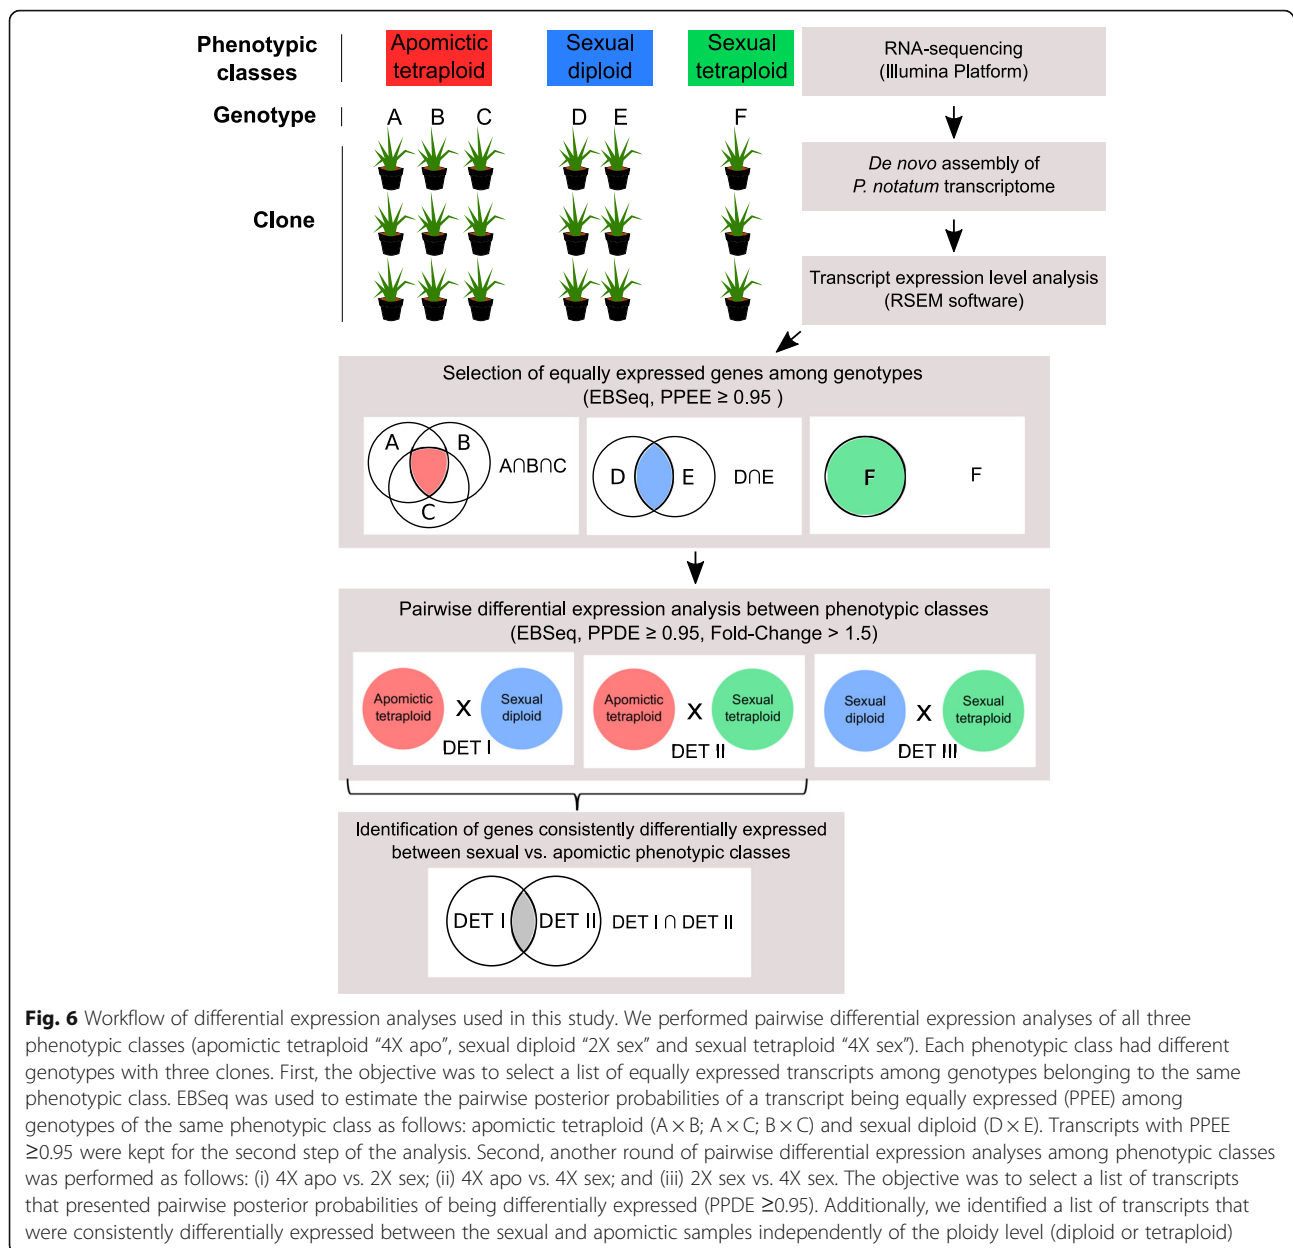 Phenotypic classes
Apomictic tetraploid
Sexual diploid
Sexual tetraploid
Genotype
A B C D E F
Clone
RNA-sequencing
(Illumina Platform)
De novo assembly of
P. notatum transcriptome
Transcript expression level analysis
(RSEM software)
Selection of equally expressed genes among genotypes
(EBSeq, PPEE ≥ 0.95 )
A
B
C
A∩B∩C
D
E
D∩E
F
F
Pairwise differential expression analysis between phenotypic classes
(EBSeq, PPDE ≥ 0.95, Fold-Change > 1.5)
Apomictic tetraploid
X
Sexual diploid
DET I
Apomictic tetraploid
X
Sexual tetraploid
DET II
Sexual diploid
X
Sexual tetraploid
DET III
Identification of genes consistently differentially expressed
between sexual vs. apomictic phenotypic classes
DET I
DET II
DET I ∩ DET II
Fig. 6 Workflow of differential expression analyses used in this study. We performed pairwise differential expression analyses of all three
phenotypic classes (apomictic tetraploid “4X apo”, sexual diploid “2X sex” and sexual tetraploid “4X sex”). Each phenotypic class had different
genotypes with three clones. First, the objective was to select a list of equally expressed transcripts among genotypes belonging to the same
phenotypic class. EBSeq was used to estimate the pairwise posterior probabilities of a transcript being equally expressed (PPEE) among
genotypes of the same phenotypic class as follows: apomictic tetraploid (A × B; A × C; B × C) and sexual diploid (D × E). Transcripts with PPEE
≥0.95 were kept for the second step of the analysis. Second, another round of pairwise differential expression analyses among phenotypic classes
was performed as follows: (i) 4X apo vs. 2X sex; (ii) 4X apo vs. 4X sex; and (iii) 2X sex vs. 4X sex. The objective was to select a list of transcripts
that presented pairwise posterior probabilities of being differentially expressed (PPDE ≥0.95). Additionally, we identified a list of transcripts that
were consistently differentially expressed between the sexual and apomictic samples independently of the ploidy level (diploid or tetraploid)